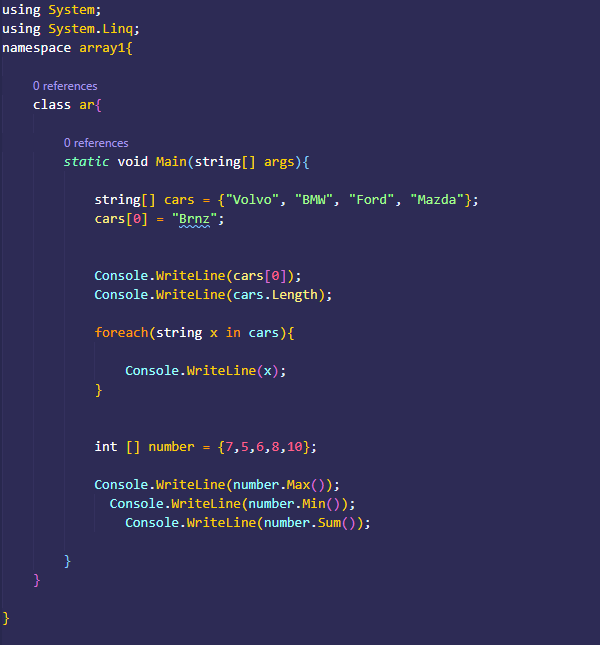 using System;
using System.Linq;
namespace array1{
0 references
class ar{
0 references
static void Main(string[] args){
string[] cars = {"Volvo", "BMW", "Ford", "Mazda"};
cars[0] = "Brnz";
Console.WriteLine(cars[0]);
Console.WriteLine(cars.Length);
foreach(string x in cars){
Console.WriteLine(x);
}
int [] number = {7,5,6,8,10};
Console.WriteLine(number.Max());
Console.WriteLine(number.Min());
Console.WriteLine(number.Sum());
}
}
}